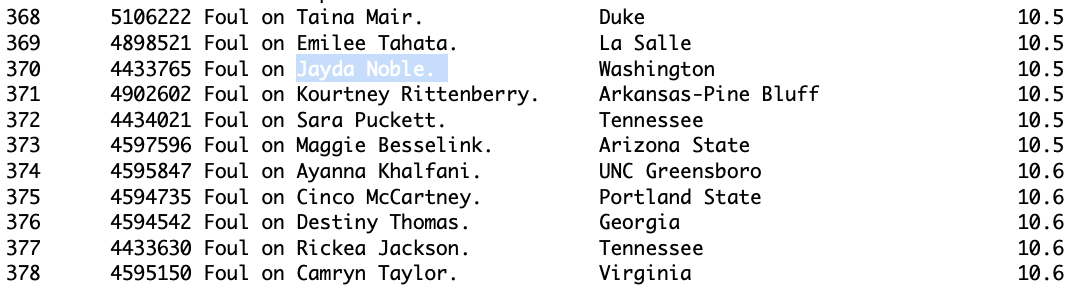 368 5106222 Foul on Taina Mair. Duke 10.5
369 4898521 Foul on Emilee Tahata. La Salle 10.5
370 4433765 Foul on Jayda Noble. Washington 10.5
371 4902602 Foul on Kourtney Rittenberry. Arkansas-Pine Bluff 10.5
372 4434021 Foul on Sara Puckett. Tennessee 10.5
373 4597596 Foul on Maggie Besselink. Arizona State 10.5
374 4595847 Foul on Ayanna Khalfani. UNC Greensboro 10.6
375 4594735 Foul on Cinco McCartney. Portland State 10.6
376 4594542 Foul on Destiny Thomas. Georgia 10.6
377 4433630 Foul on Rickea Jackson. Tennessee 10.6
378 4595150 Foul on Camryn Taylor. Virginia 10.6